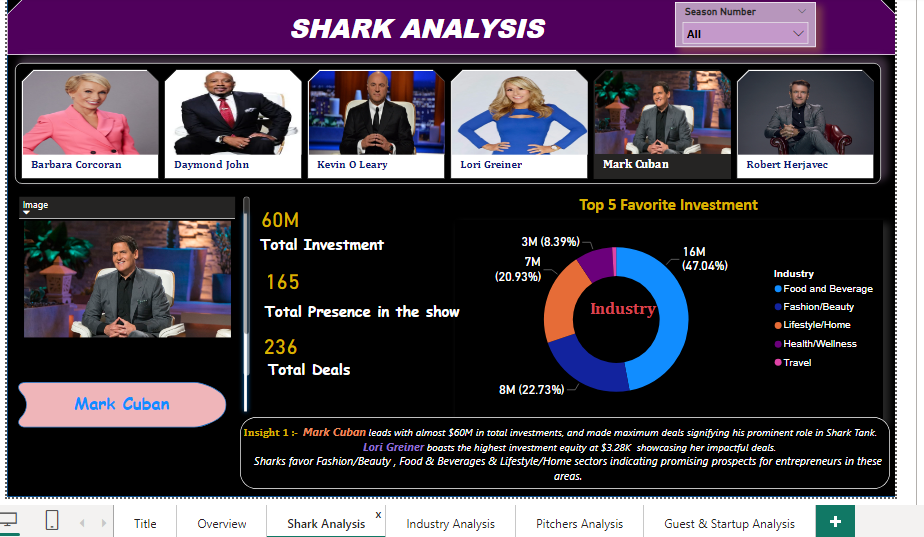 SHARK ANALYSIS
Season Number
All
Barbara Corcoran
Daymond John
Kevin O Leary
Lori Greiner
Mark Cuban
Robert Herjavec
Image
60M
Total Investment
165
Total Presence in the show
236
Total Deals
Mark Cuban
Top 5 Favorite Investment
3M (8.39%)
16M
(47.04%)
7M
(20.93%)
8M (22.73%)
Industry
Industry
Food and Beverage
Fashion/Beauty
Lifestyle/Home
Health/Wellness
Travel
Insight 1 :- Mark Cuban leads with almost $60M in total investments, and made maximum deals signifying his prominent role in Shark Tank.
Lori Greiner boasts the highest investment equity at $3.28K showcasing her impactful deals.
Sharks favor Fashion/Beauty , Food & Beverages & Lifestyle/Home sectors indicating promising prospects for entrepreneurs in these
areas.
Title
Overview
Shark Analysis
x
Industry Analysis
Pitchers Analysis
Guest & Startup Analysis
+